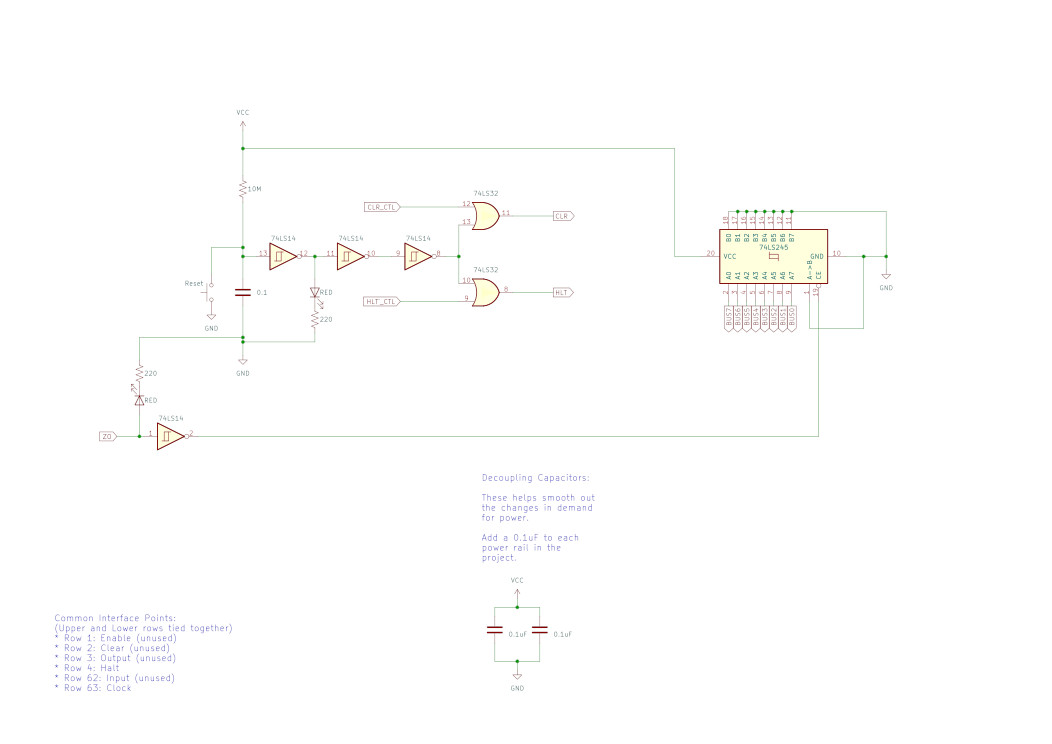 VCC
10M
74LS14
13
12
74LS14
11
10
74LS14
9
8
CLR_CTL
74LS32
12
13
11
CLR
74LS32
10
9
8
HLT
HLT_CTL
Reset
GND
0.1
RED
220
GND
220
RED
ZO
74LS14
1
2
18
17
16
15
14
13
12
11
B0
B1
B2
B3
B4
B5
B6
B7
74LS245
20
VCC
GND
10
A0
A1
A2
A3
A4
A5
A6
A7
A->B
CE
2
3
4
5
6
7
8
9
1
19
BUS7
BUS6
BUS5
BUS4
BUS3
BUS2
BUS1
BUS0
GND
Decoupling Capacitors:
These helps smooth out
the changes in demand
for power.
Add a 0.1uF to each
power rail in the
project.
VCC
0.1uF
0.1uF
GND
Common Interface Points:
(Upper and Lower rows tied together)
* Row 1: Enable (unused)
* Row 2: Clear (unused)
* Row 3: Output (unused)
* Row 4: Halt
* Row 62: Input (unused)
* Row 63: Clock